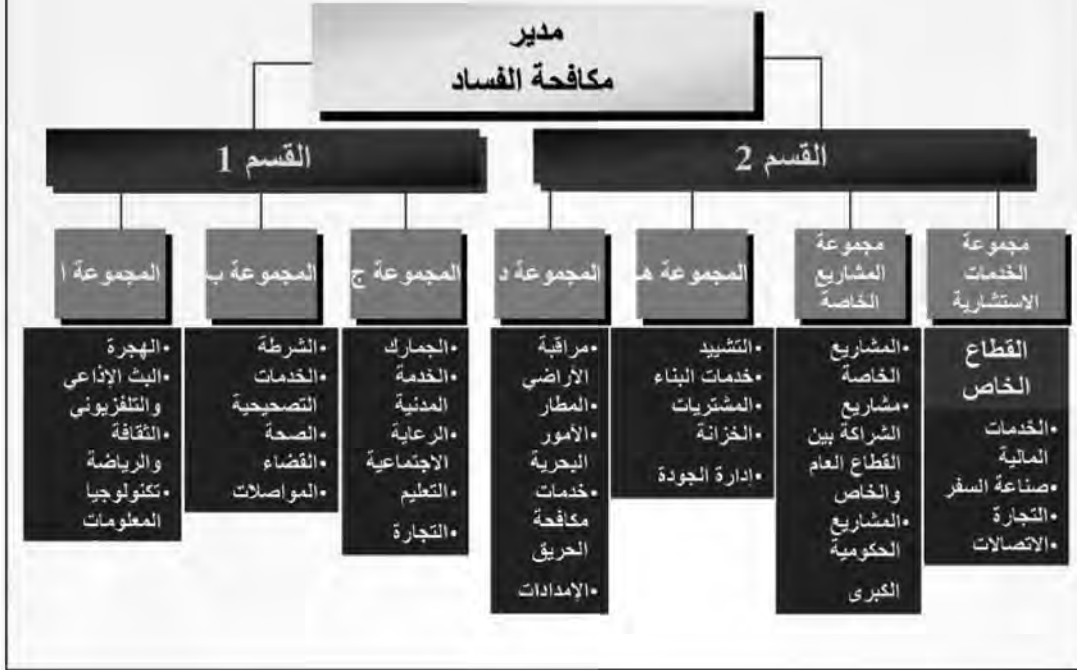 مدير
مكافحة الفساد
القسم 1
القسم 2
المجموعة ا
•الهجرة
•البث الإذاعي
والتلفزيوني
•الثقافة
والرياضة
•تكنولوجيا
المعلومات
المجموعة ب
•الشرطة
•الخدمات
التصحيحية
•الصحة
•القضاء
•المواصلات
المجموعة ج
•الجمارك
•الخدمة
المدنية
•الرعاية
الاجتماعية
•التعليم
•التجارة
المجموعة د
•مراقبة
الأراضي
•المطار
•الأمور
البحرية
•خدمات
مكافحة
الحريق
•الإمدادات
المجموعة هـ
•التشييد
•خدمات البناء
•المشتريات
•الخزانة
•إدارة الجودة
مجموعة
المشاريع
الخاصة
•المشاريع
الخاصة
•مشاريع
الشراكة بين
القطاع العام
والخاص
•المشاريع
الحكومية
الكبرى
مجموعة
الخدمات
الاستشارية
القطاع
الخاص
•الخدمات
المالية
•صناعة السفر
•التجارة
•الاتصالات